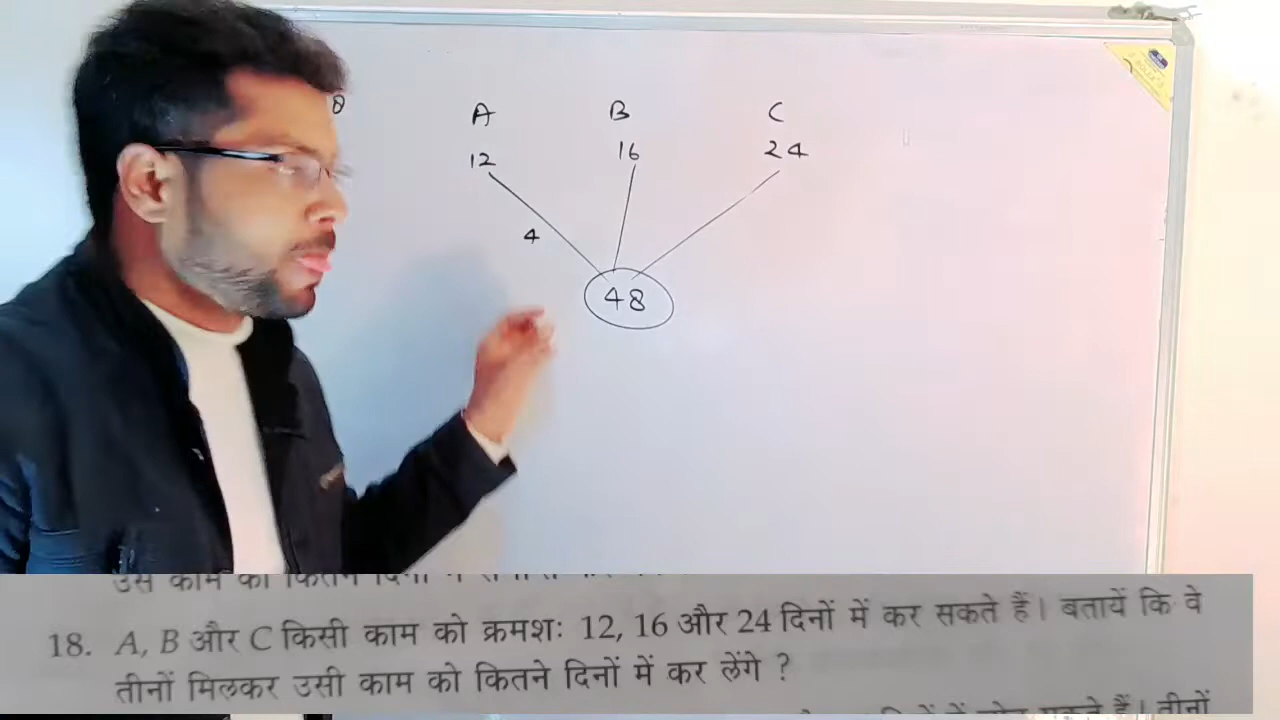 A B C
12 16 24
4
48
18. A, B और C किसी काम को क्रमशः 12, 16 और 24 दिनों में कर सकते हैं। बतायें कि वे
तीनों मिलकर उसी काम को कितने दिनों में कर लेंगे ?